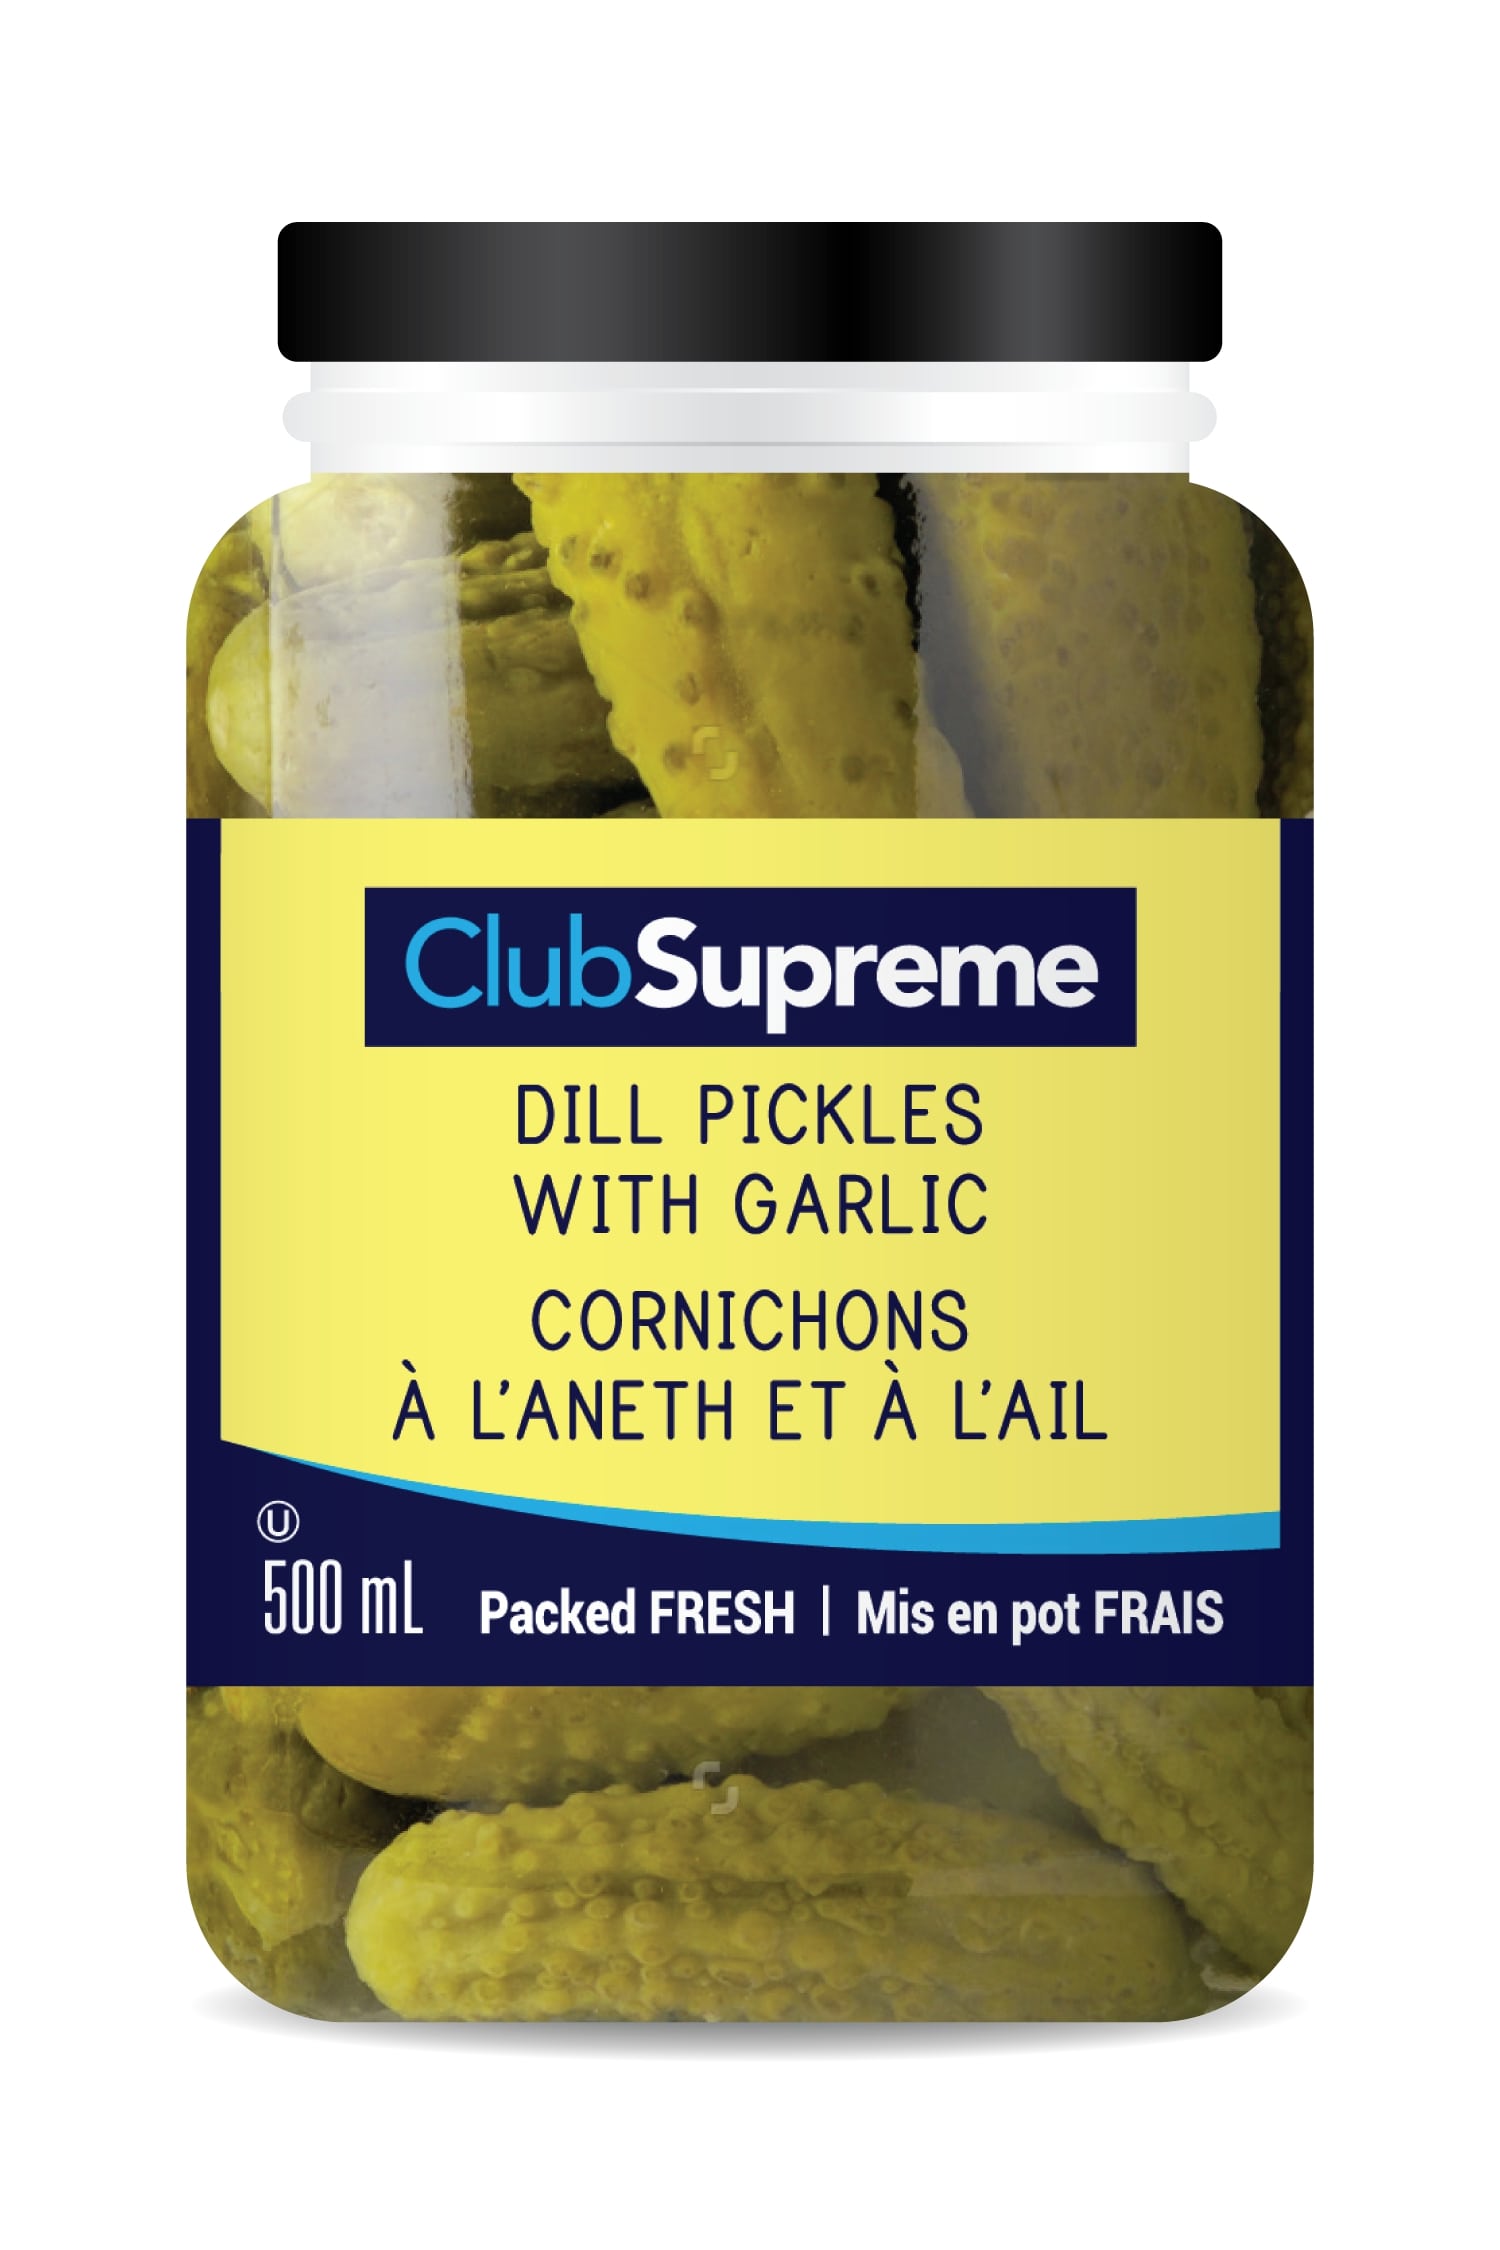 ClubSupreme
DILL PICKLES
WITH GARLIC
CORNICHONS
À L'ANETH ET À L'AIL
U
500 mL
Packed FRESH | Mis en pot FRAIS